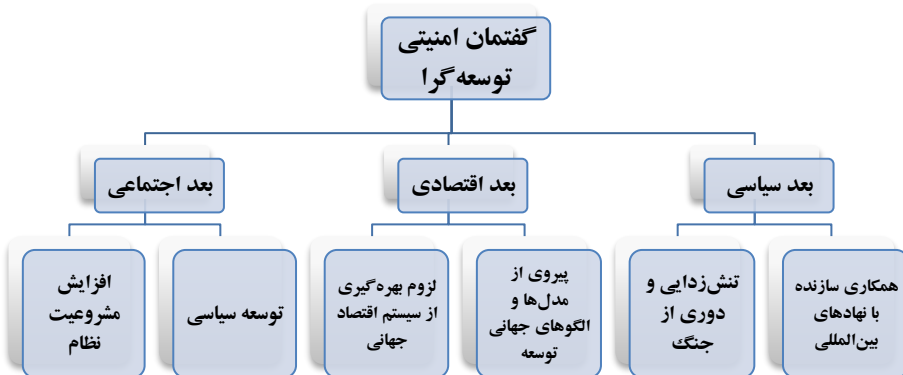 گفتمان امنیتی
توسعه‌گرا
بعد سیاسی
بعد اقتصادی
بعد اجتماعی
همکاری سازنده
با نهادهای
بین‌المللی
تنش‌زدایی و
دوری از
جنگ
پیروی از
مدل‌ها و
الگوهای جهانی
توسعه
لزوم بهره‌گیری
از سیستم اقتصاد
جهانی
توسعه سیاسی
افزایش
مشروعیت
نظام